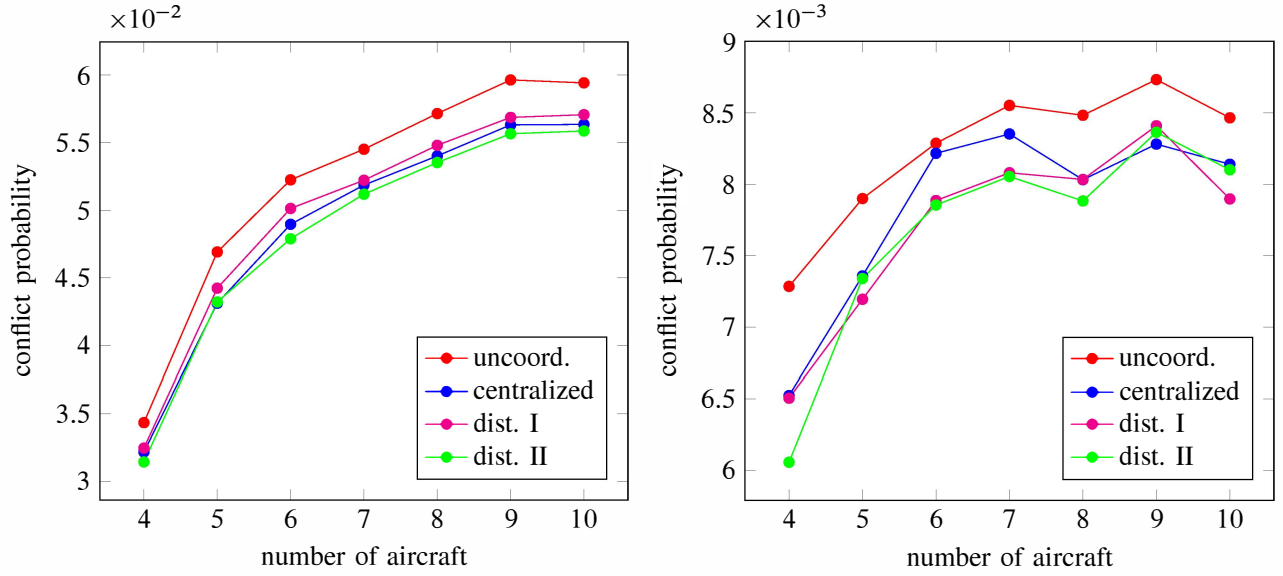 ×10−2
6
5.5
5
4.5
4
3.5
3
4 5 6 7 8 9 10
number of aircraft
conflict probability
uncoord.
centralized
dist. I
dist. II
×10−3
9
8.5
8
7.5
7
6.5
6
4 5 6 7 8 9 10
number of aircraft
conflict probability
uncoord.
centralized
dist. I
dist. II